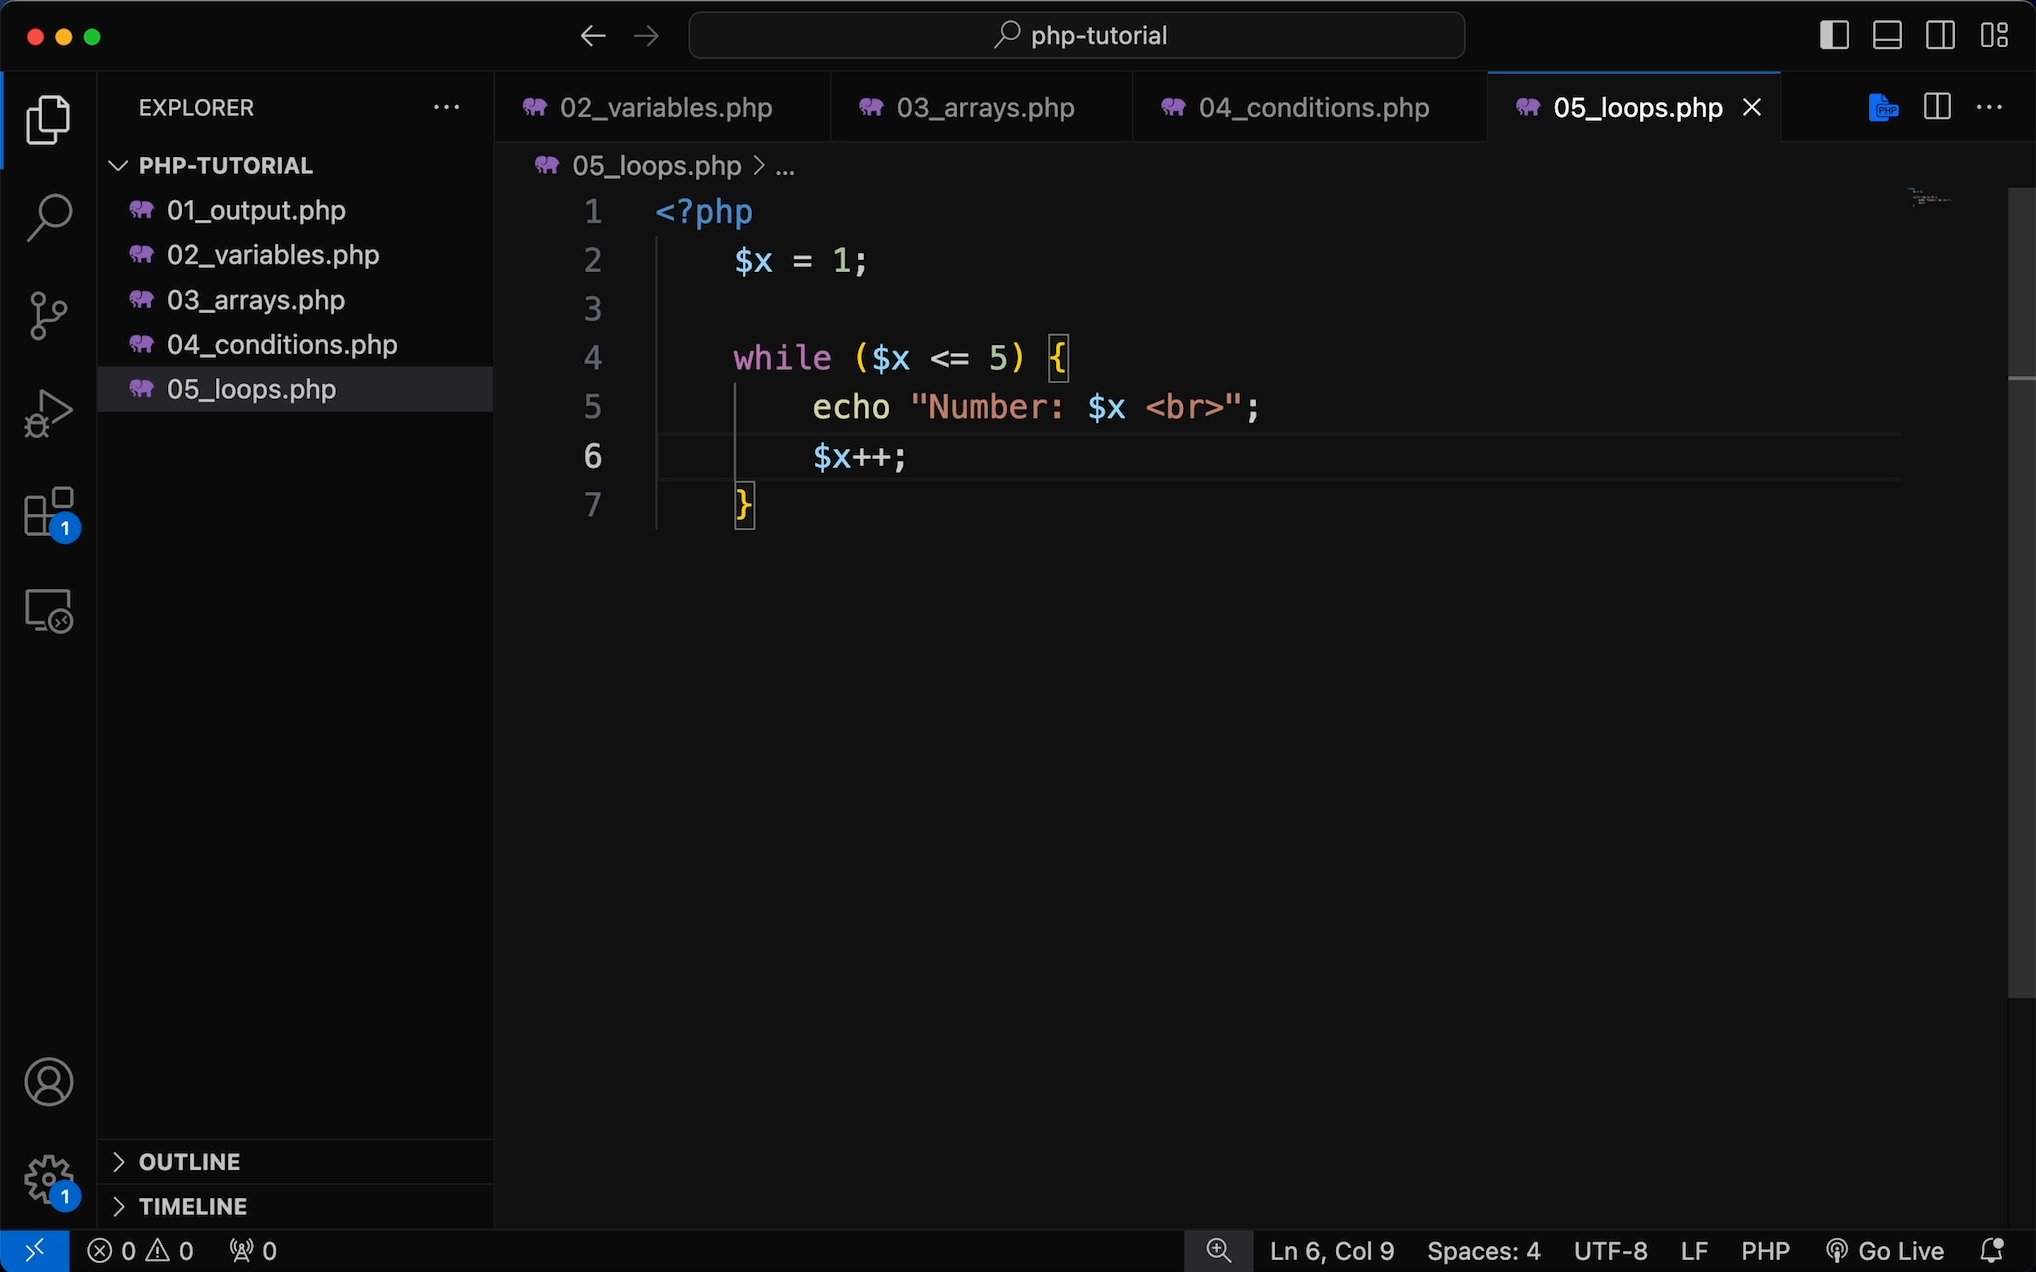 php-tutorial
EXPLORER
02_variables.php
03_arrays.php
04_conditions.php
05_loops.php
PHP
PHP-TUTORIAL
01_output.php
02_variables.php
03_arrays.php
04_conditions.php
05_loops.php
05_loops.php > ...
1 <?php
2 $x = 1;
3
4 while ($x <= 5) {
5 echo "Number: $x <br>";
6 $x++;
7 }
1
1
OUTLINE
TIMELINE
0 0 0
Ln 6, Col 9 Spaces: 4 UTF-8 LF PHP Go Live